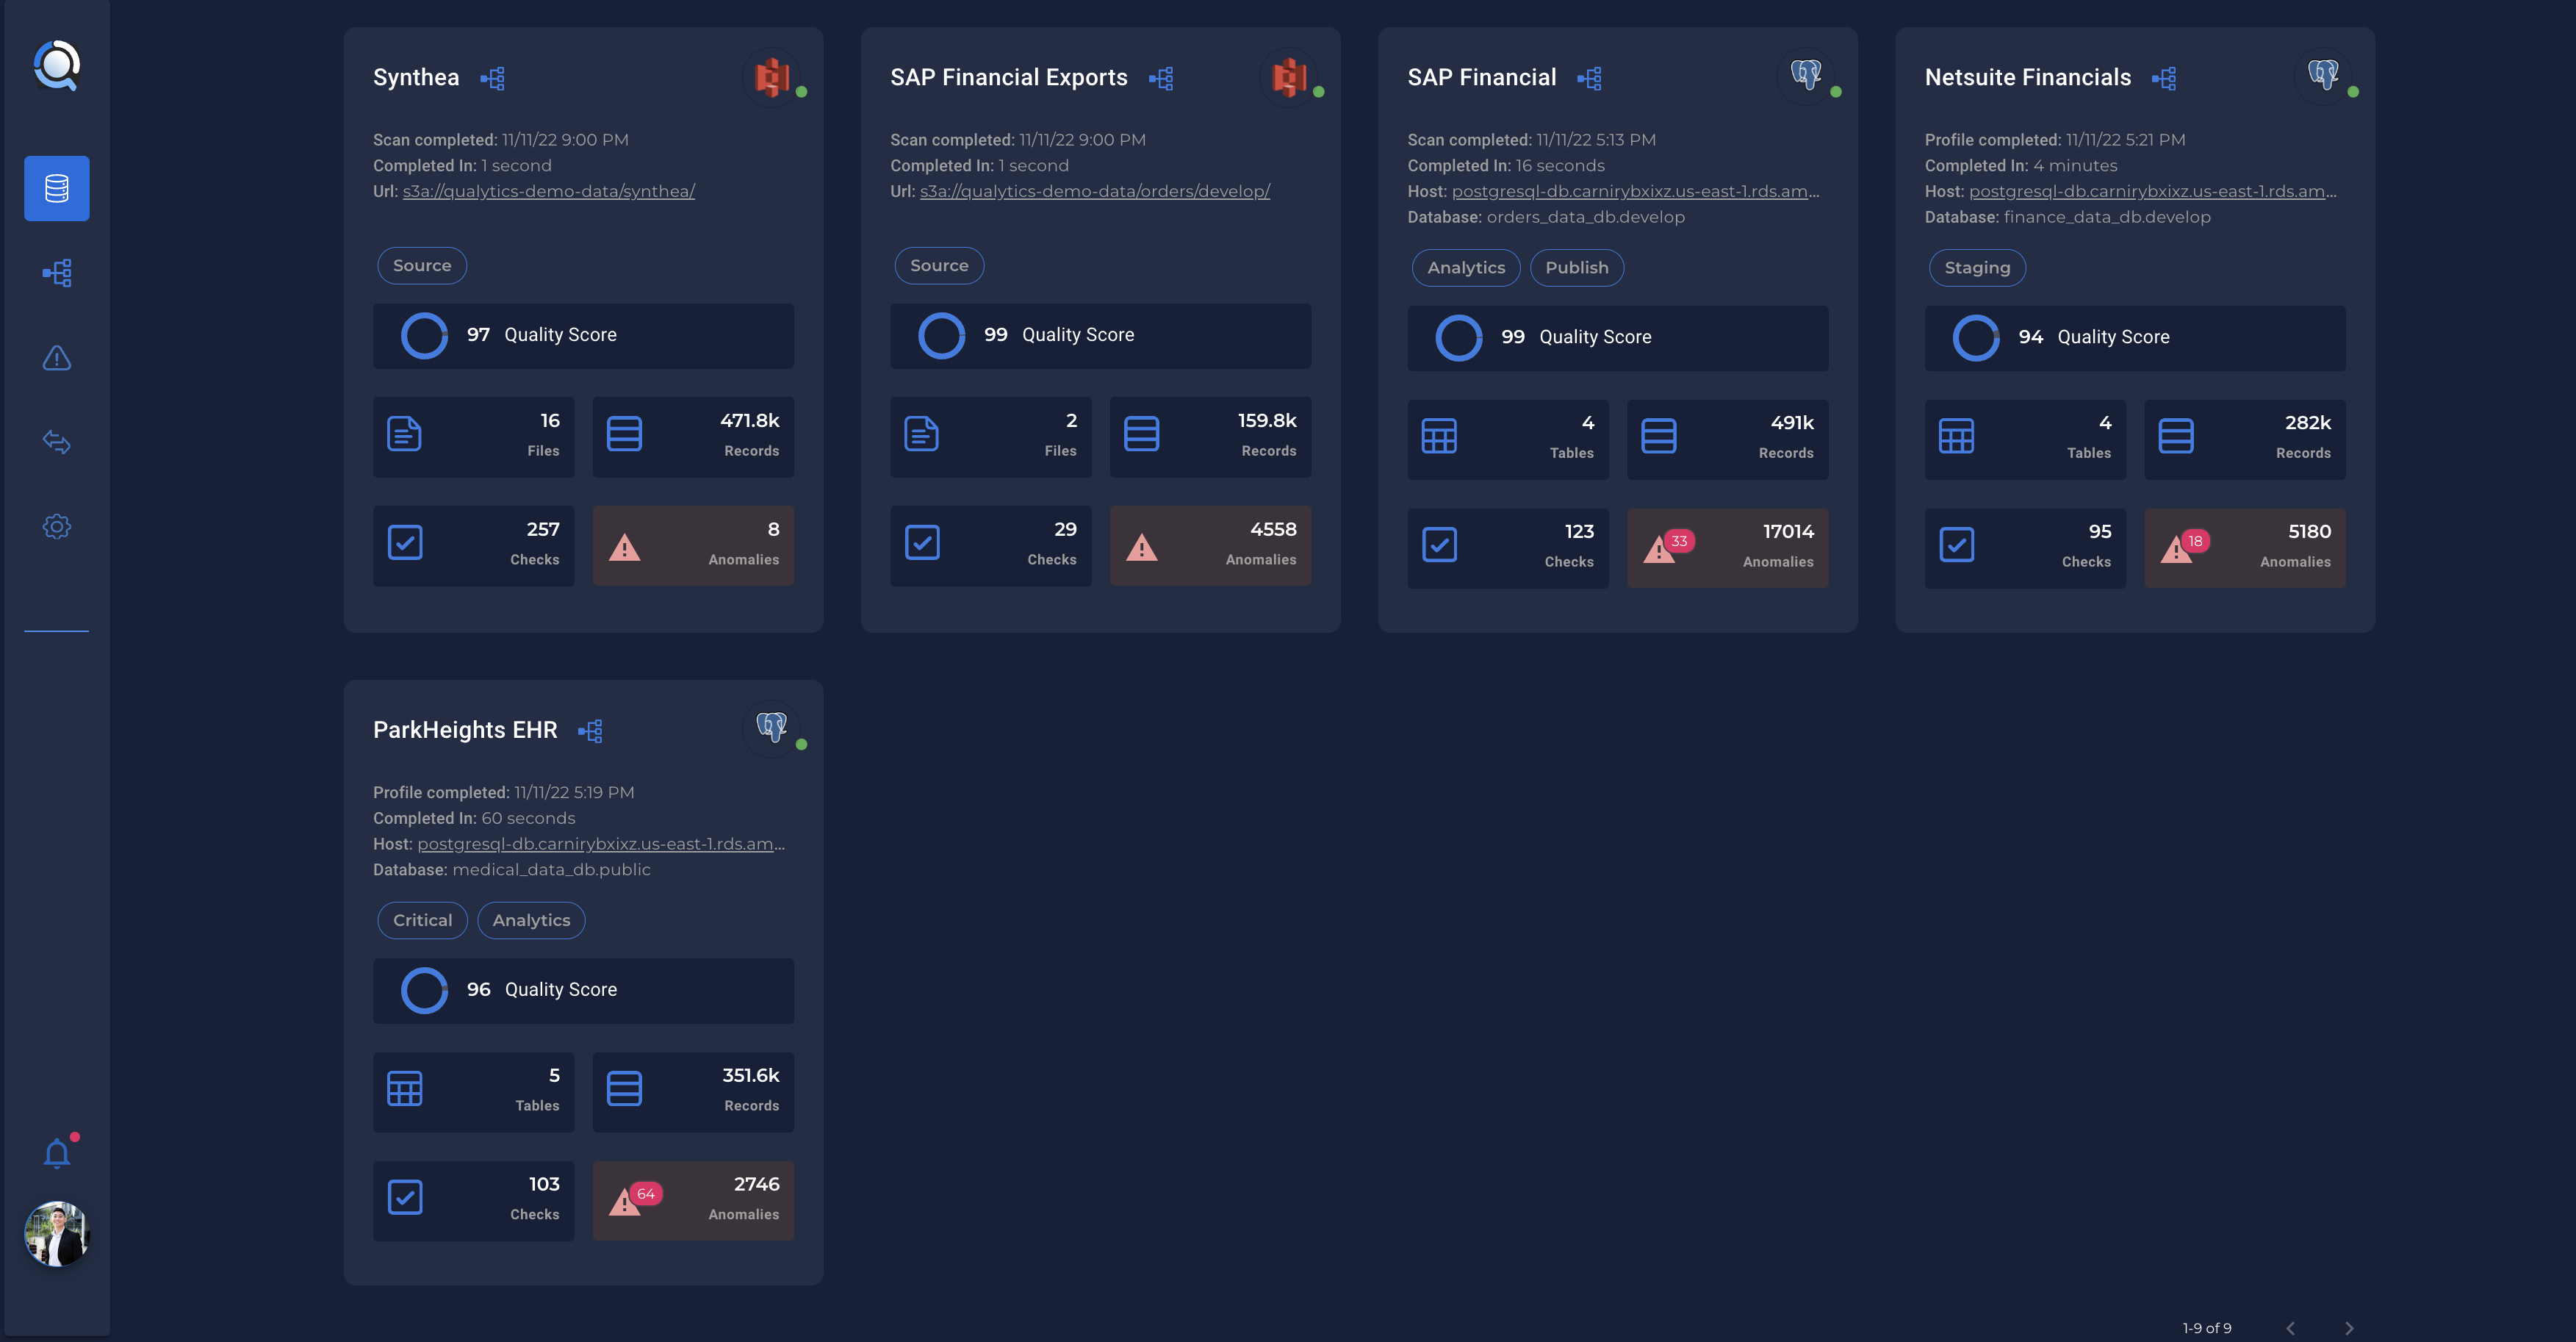 Synthea
Scan completed: 11/11/22 9:00 PM
Completed In: 1 second
Url: s3a://qualytics-demo-data/synthea/
Source
97 Quality Score
16
Files
471.8k
Records
257
Checks
8
Anomalies
SAP Financial Exports
Scan completed: 11/11/22 9:00 PM
Completed In: 1 second
Url: s3a://qualytics-demo-data/orders/develop/
Source
99 Quality Score
2
Files
159.8k
Records
29
Checks
4558
Anomalies
SAP Financial
Scan completed: 11/11/22 5:13 PM
Completed In: 16 seconds
Host: postgresql-db.carnirybxixz.us-east-1.rds.am...
Database: orders_data_db.develop
Analytics Publish
99 Quality Score
4
Tables
491k
Records
123
Checks
33
17014
Anomalies
Netsuite Financials
Profile completed: 11/11/22 5:21 PM
Completed In: 4 minutes
Host: postgresql-db.carnirybxixz.us-east-1.rds.am...
Database: finance_data_db.develop
Staging
94 Quality Score
4
Tables
282k
Records
95
Checks
18
5180
Anomalies
ParkHeights EHR
Profile completed: 11/11/22 5:19 PM
Completed In: 60 seconds
Host: postgresql-db.carnirybxixz.us-east-1.rds.am...
Database: medical_data_db.public
Critical Analytics
96 Quality Score
5
Tables
351.6k
Records
103
Checks
64
2746
Anomalies
1-9 of 9